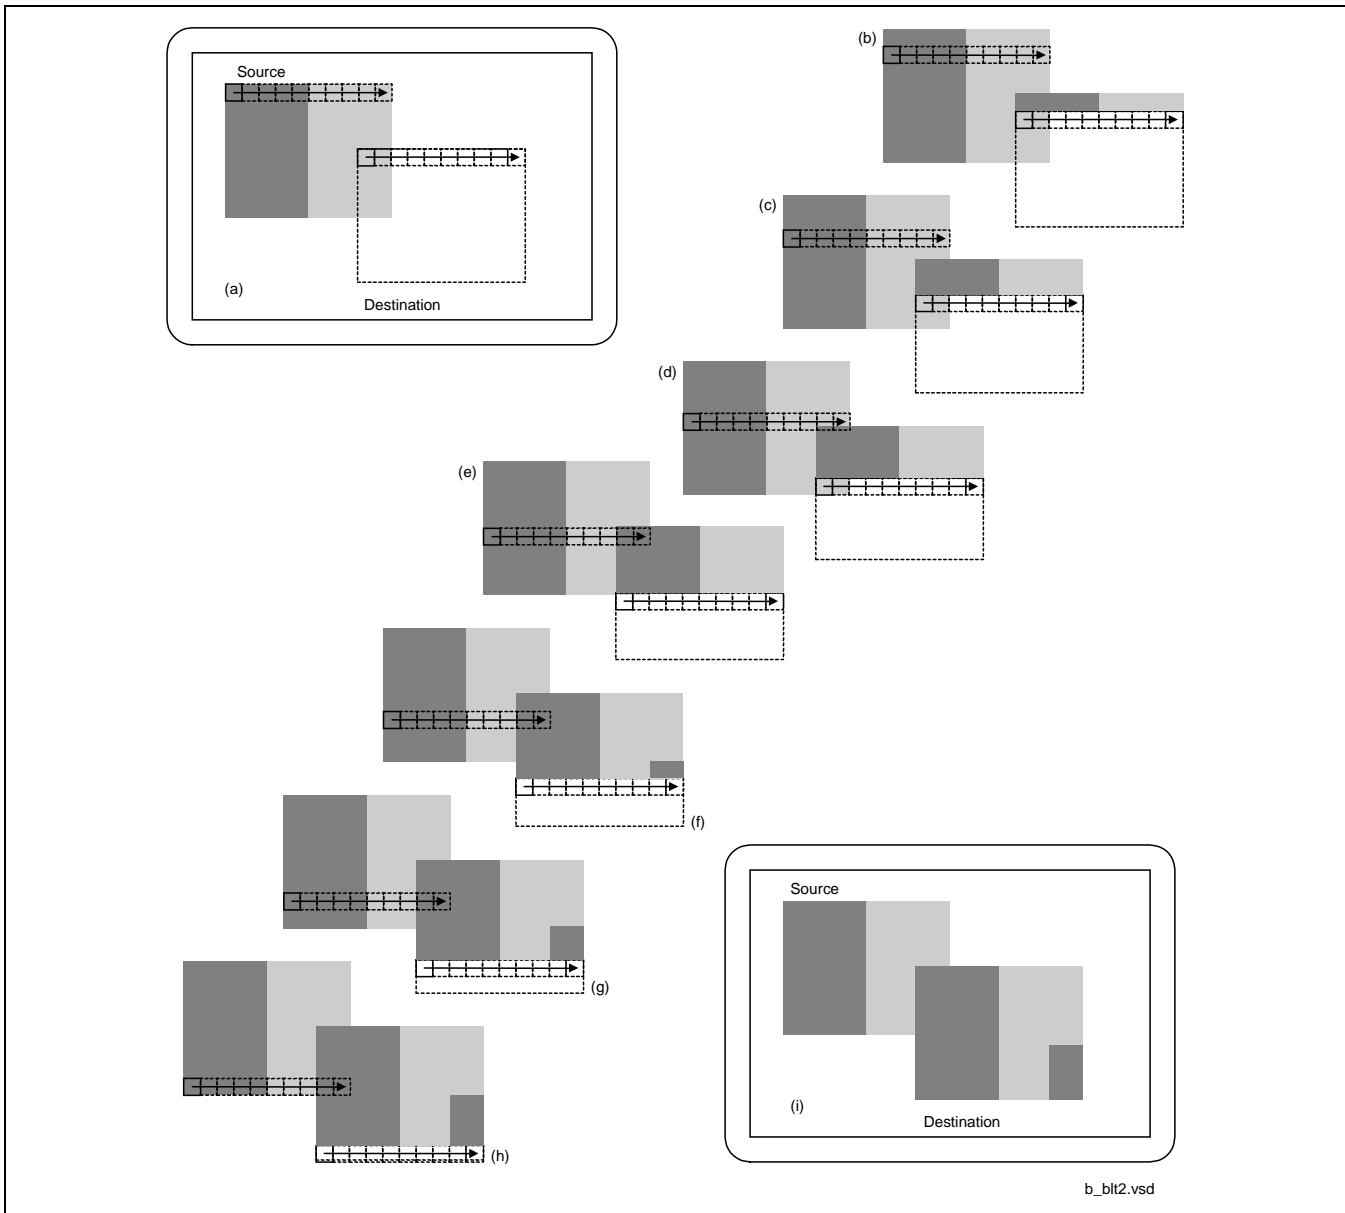 Source
(a)
Destination
(b)
(c)
(d)
(e)
(f)
(g)
(h)
Source
(i)
Destination
b_blt2.vsd